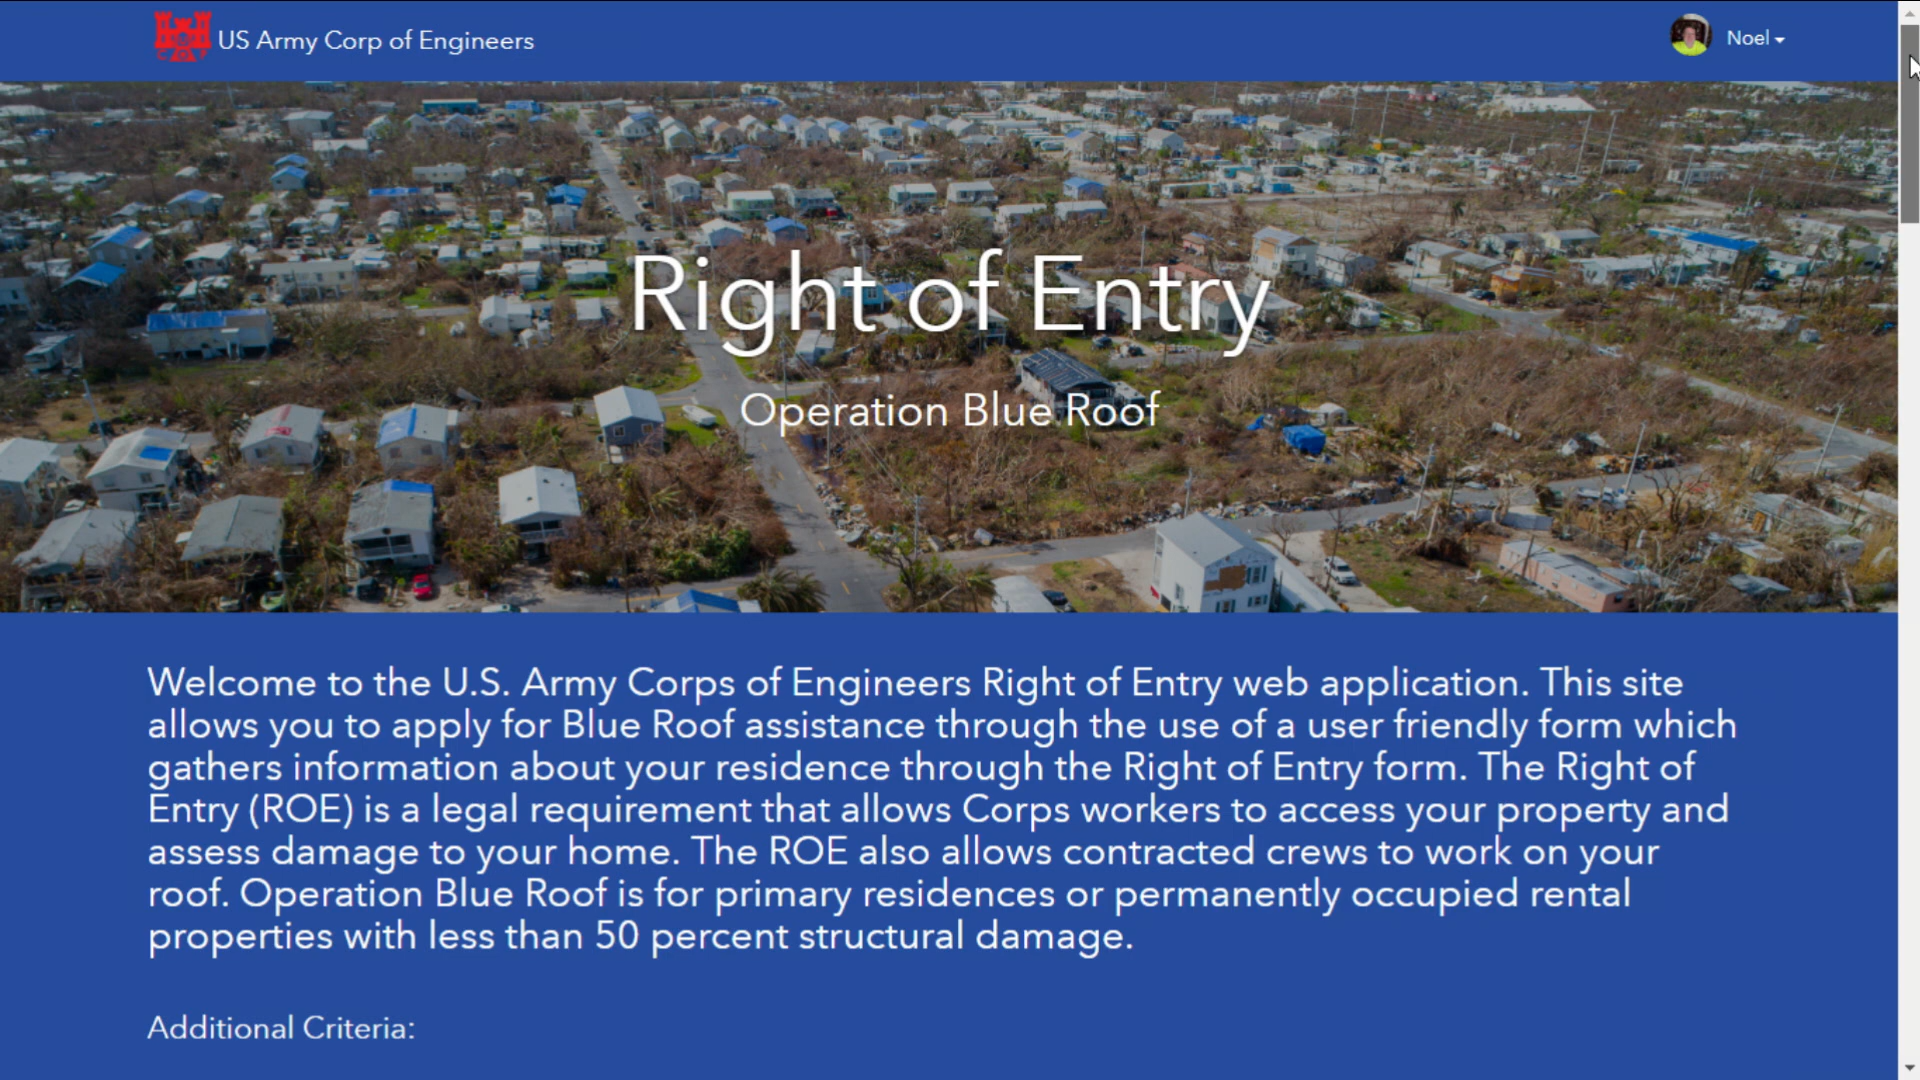 US Army Corp of Engineers
Noel
Right of Entry
Operation Blue Roof
Welcome to the U.S. Army Corps of Engineers Right of Entry web application. This site
allows you to apply for Blue Roof assistance through the use of a user friendly form which
gathers information about your residence through the Right of Entry form. The Right of
Entry (ROE) is a legal requirement that allows Corps workers to access your property and
assess damage to your home. The ROE also allows contracted crews to work on your
roof. Operation Blue Roof is for primary residences or permanently occupied rental
properties with less than 50 percent structural damage.
Additional Criteria: